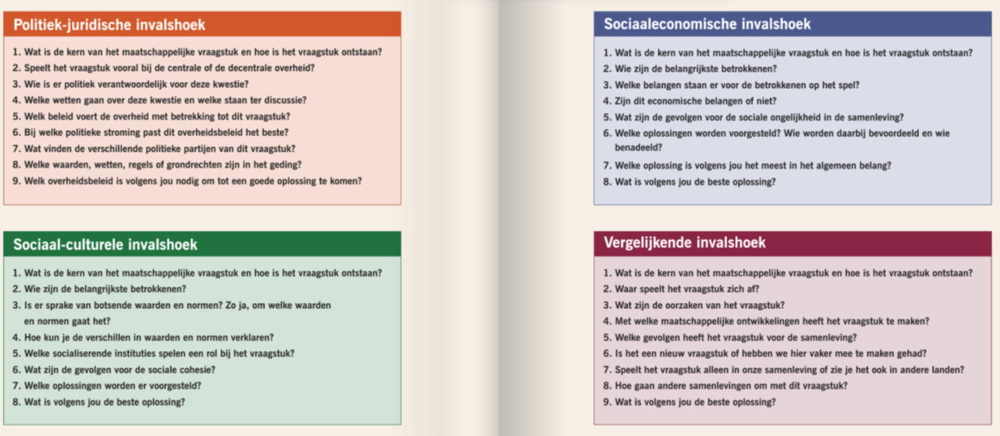 Politiek-juridische invalshoek
1. Wat is de kern van het maatschappelijke vraagstuk en hoe is het vraagstuk ontstaan?
2. Speelt het vraagstuk vooral bij de centrale of de decentrale overheid?
3. Wie is er politiek verantwoordelijk voor deze kwestie?
4. Welke wetten gaan over deze kwestie en welke staan ter discussie?
5. Welk beleid voert de overheid met betrekking tot dit vraagstuk?
6. Bij welke politieke stroming past dit overheidsbeleid het beste?
7. Wat vinden de verschillende politieke partijen van dit vraagstuk?
8. Welke waarden, wetten, regels of grondrechten zijn in het geding?
9. Welk overheidsbeleid is volgens jou nodig om tot een goede oplossing te komen?
Sociaal-culturele invalshoek
1. Wat is de kern van het maatschappelijke vraagstuk en hoe is het vraagstuk ontstaan?
2. Wie zijn de belangrijkste betrokkenen?
3. Is er sprake van botsende waarden en normen? Zo ja, om welke waarden
en normen gaat het?
4. Hoe kun je de verschillen in waarden en normen verklaren?
5. Welke socialiserende instituties spelen een rol bij het vraagstuk?
6. Wat zijn de gevolgen voor de sociale cohesie?
7. Welke oplossingen worden er voorgesteld?
8. Wat is volgens jou de beste oplossing?
Sociaaleconomische invalshoek
1. Wat is de kern van het maatschappelijke vraagstuk en hoe is het vraagstuk ontstaan?
2. Wie zijn de belangrijkste betrokkenen?
3. Welke belangen staan er voor de betrokkenen op het spel?
4. Zijn dit economische belangen of niet?
5. Wat zijn de gevolgen voor de sociale ongelijkheid in de samenleving?
6. Welke oplossingen worden voorgesteld? Wie worden daarbij bevoordeeld en wie
benadeeld?
7. Welke oplossing is volgens jou het meest in het algemeen belang?
8. Wat is volgens jou de beste oplossing?
Vergelijkende invalshoek
1. Wat is de kern van het maatschappelijke vraagstuk en hoe is het vraagstuk ontstaan?
2. Waar speelt het vraagstuk zich af?
3. Wat zijn de oorzaken van het vraagstuk?
4. Met welke maatschappelijke ontwikkelingen heeft het vraagstuk te maken?
5. Welke gevolgen heeft het vraagstuk voor de samenleving?
6. Is het een nieuw vraagstuk of hebben we hier vaker mee te maken gehad?
7. Speelt het vraagstuk alleen in onze samenleving of zie je het ook in andere landen?
8. Hoe gaan andere samenlevingen om met dit vraagstuk?
9. Wat is volgens jou de beste oplossing?